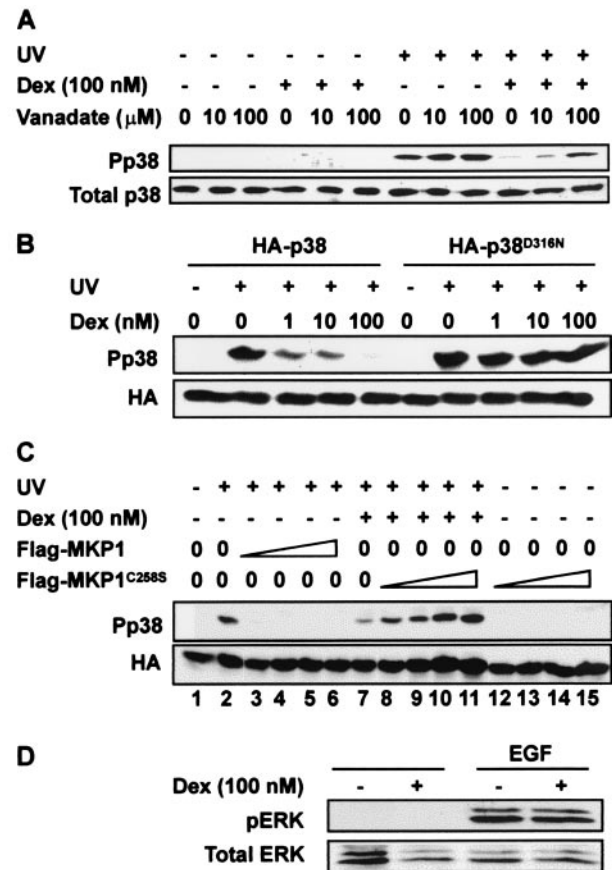 A
UV - - - - - - + + + + + +
Dex (100 nM) - - - + + + - - - + + +
Vanadate (µM) 0 10 100 0 10 100 0 10 100 0 10 100
Pp38
Total p38
B
HA-p38 HA-p38D316N
UV - + + + + - + + + +
Dex (nM) 0 0 1 10 100 0 0 1 10 100
Pp38
HA
C
UV - + + + + + + + + + + - - - -
Dex (100 nM) - - - - - - + + + + + - - - -
Flag-MKP1 0 0 0 0 0 0 0 0 0 0 0
Flag-MKP1C258S 0 0 0 0 0 0 0
Pp38
HA
1 2 3 4 5 6 7 8 9 10 11 12 13 14 15
D
EGF
Dex (100 nM) - + - +
pERK
Total ERK